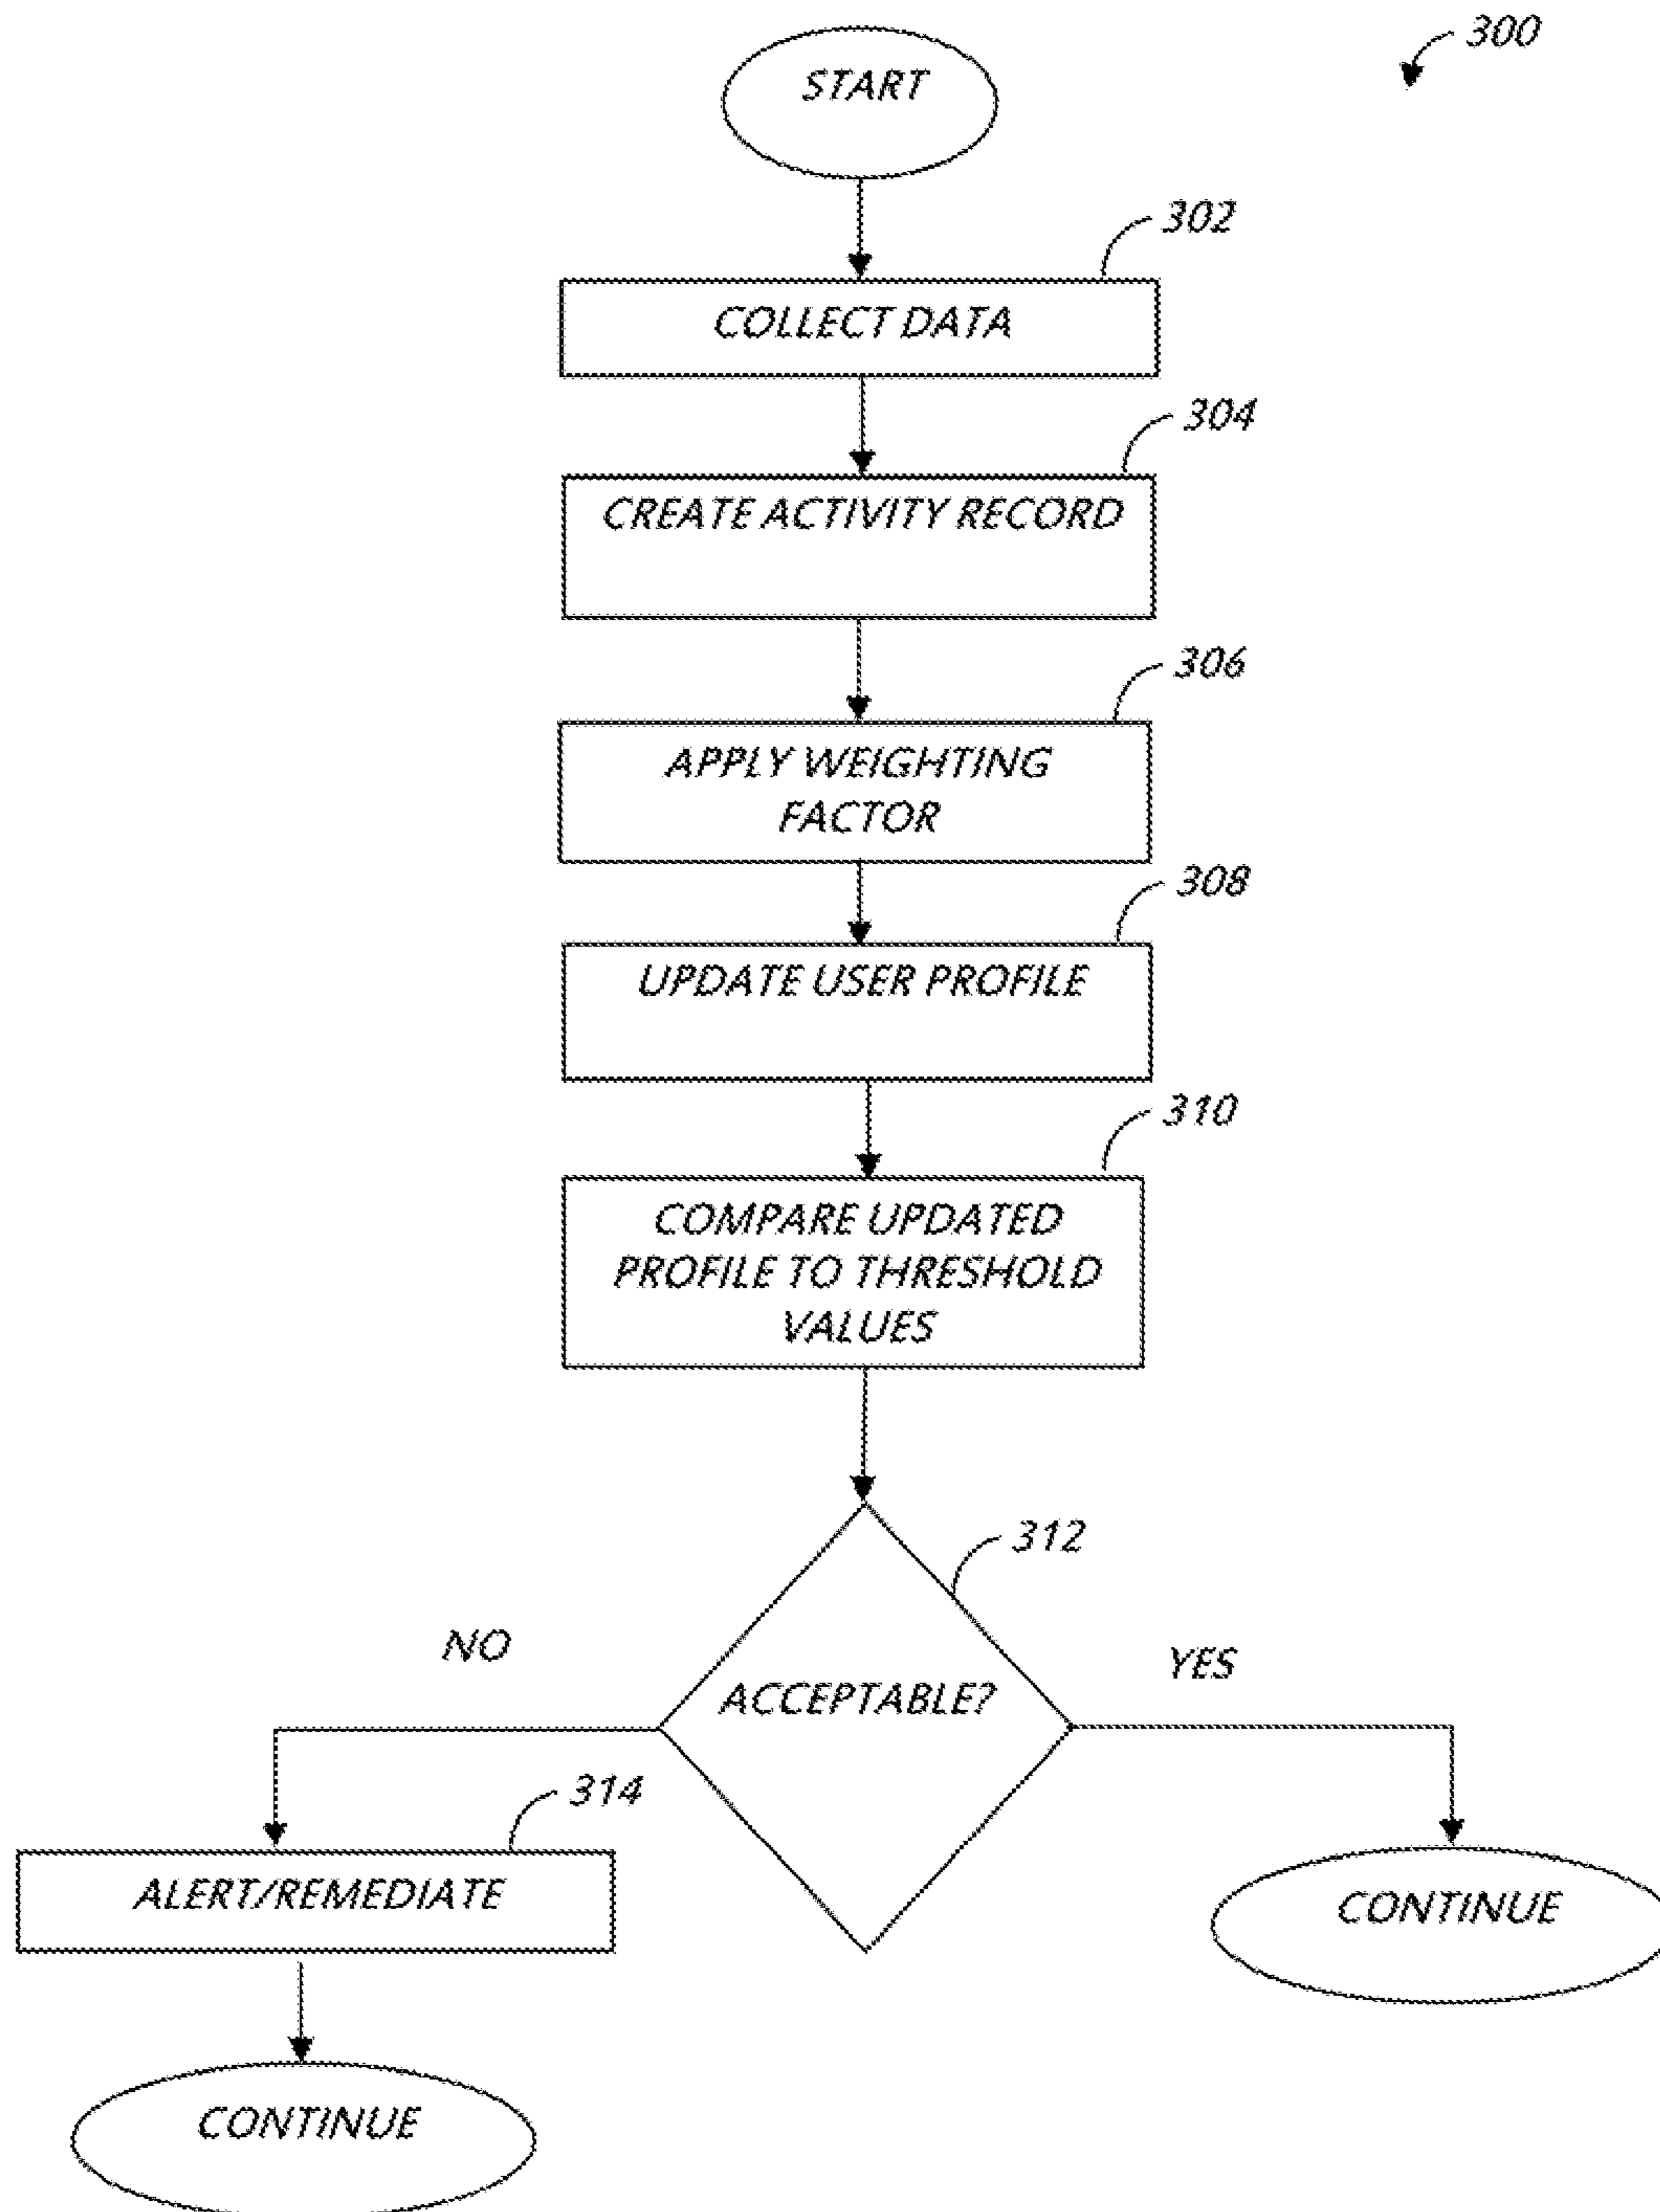 300
START
302
COLLECT DATA
304
CREATE ACTIVITY RECORD
306
APPLY WEIGHTING
FACTOR
308
UPDATE USER PROFILE
310
COMPARE UPDATED
PROFILE TO THRESHOLD
VALUES
312
NO
YES
ACCEPTABLE?
314
ALERT/REMEDIATE
CONTINUE
CONTINUE